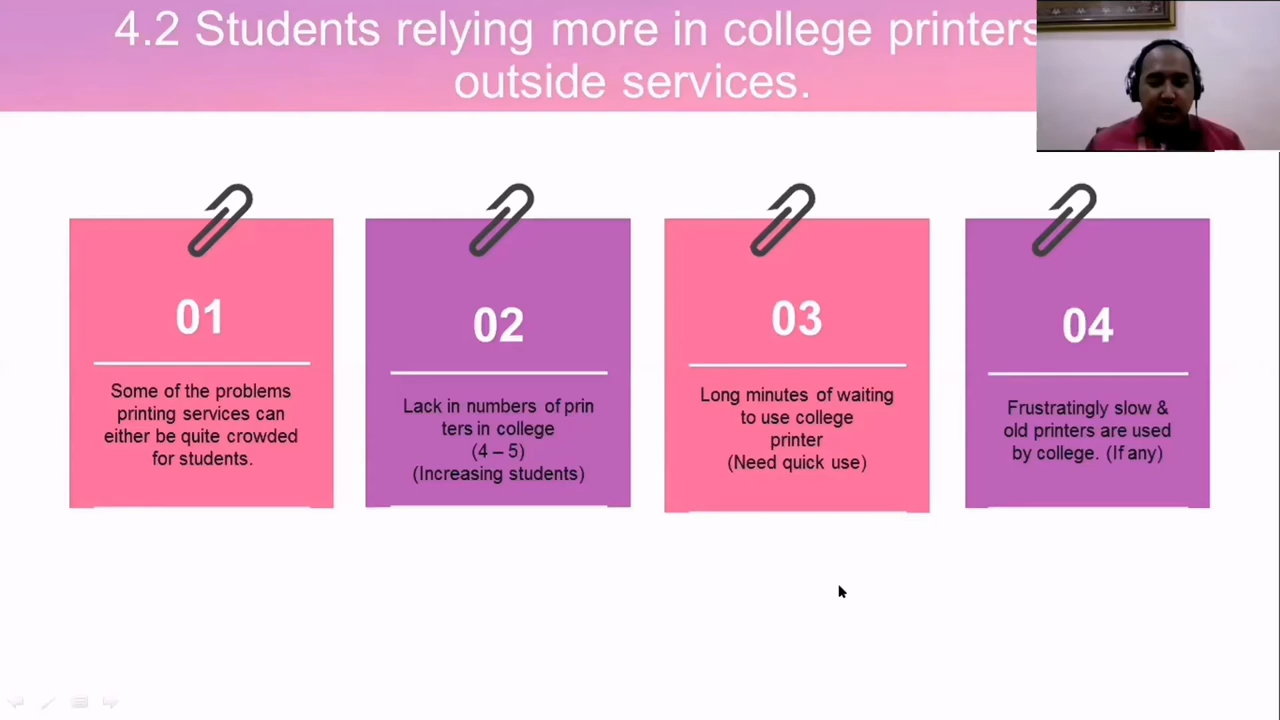 4.2 Students relying more in college printers
outside services.
01
Some of the problems
printing services can
either be quite crowded
for students.
02
Lack in numbers of prin
ters in college
(4 – 5)
(Increasing students)
03
Long minutes of waiting
to use college
printer
(Need quick use)
04
Frustratingly slow &
old printers are used
by college. (If any)